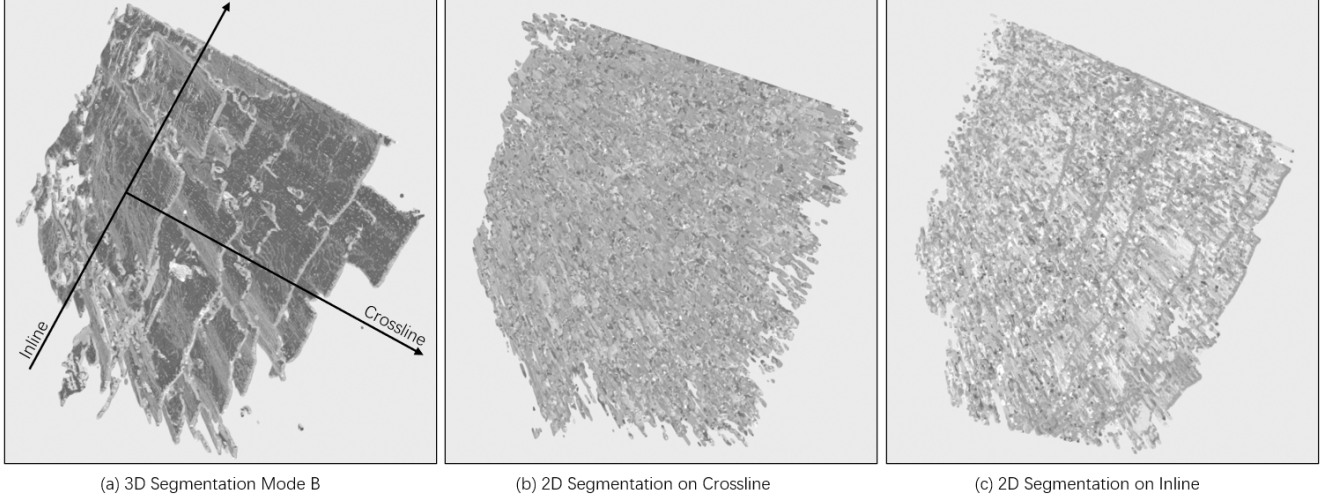 Inline
Crossline
(a) 3D Segmentation Mode B
(b) 2D Segmentation on Crossline
(c) 2D Segmentation on Inline